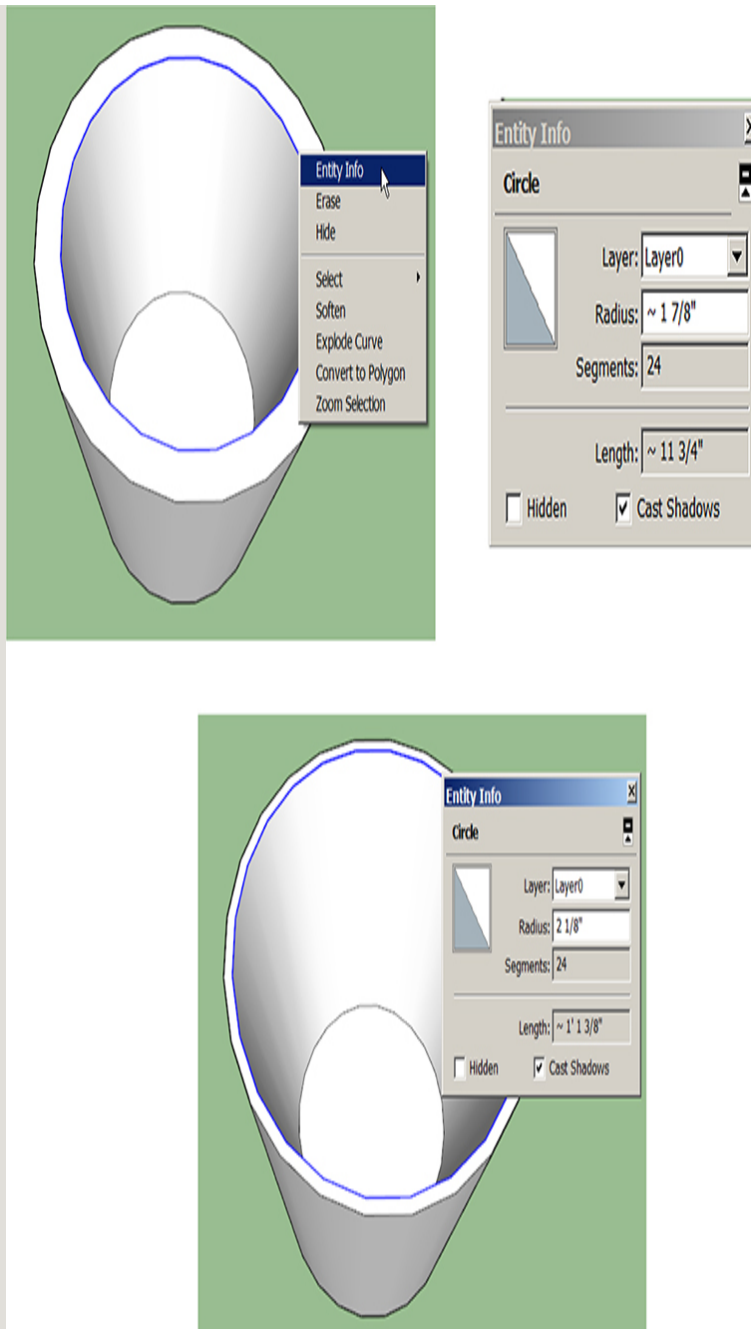 Entity Info
Erase
Hide
Select
Soften
Explode Curve
Convert to Polygon
Zoom Selection
Entity Info
Circle
Layer: Layer0
Radius: ~ 1 7/8"
Segments: 24
Length: ~ 11 3/4"
Hidden Cast Shadows
Entity Info
Circle
Layer: Layer0
Radius: 2 1/8"
Segments: 24
Length: ~ 1' 1 3/8"
Hidden Cast Shadows